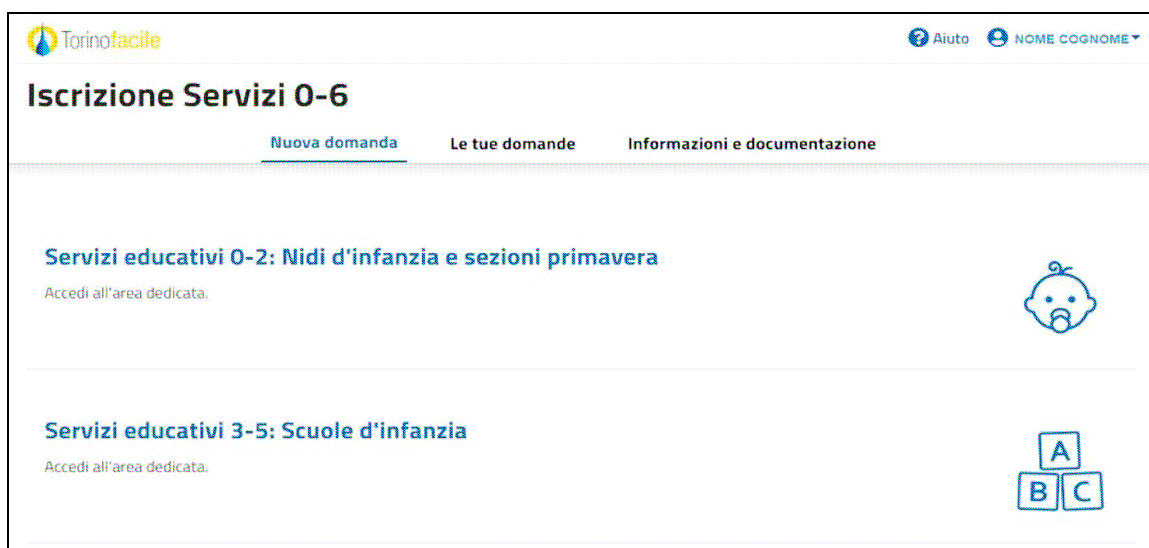 Torinofacile
Aiuto NOME COGNOME
Iscrizione Servizi 0-6
Nuova domanda Le tue domande Informazioni e documentazione
Servizi educativi 0-2: Nidi d'infanzia e sezioni primavera
Accedi all'area dedicata.
Servizi educativi 3-5: Scuole d'infanzia
Accedi all'area dedicata.
A
B C